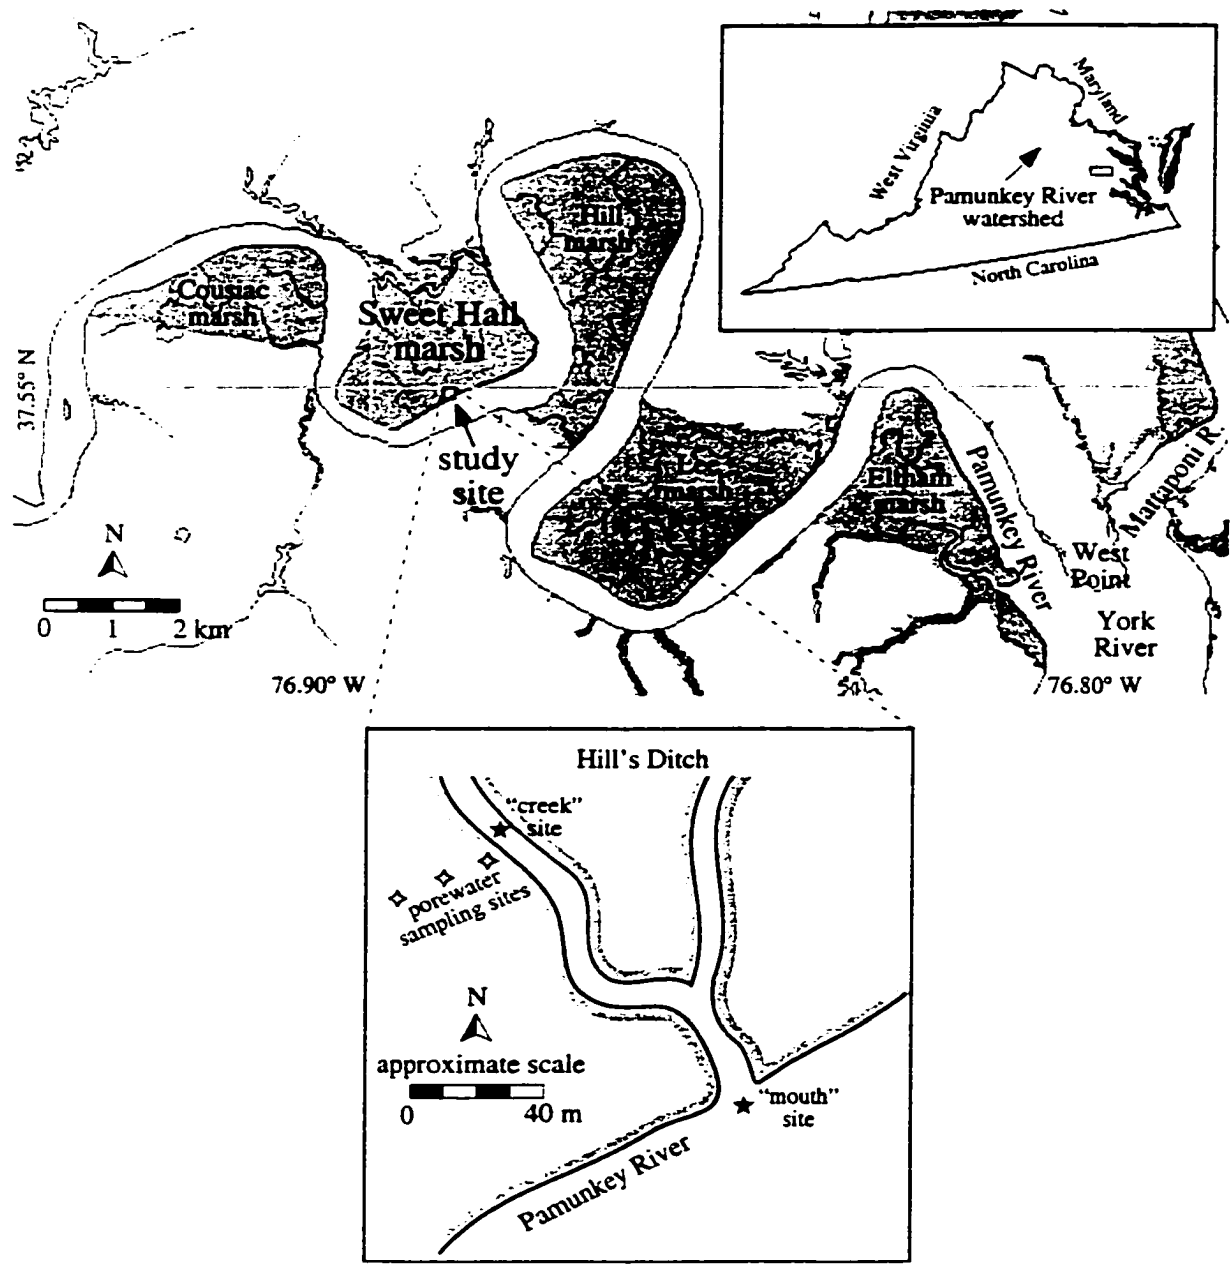 West Virginia
Maryland
Pamunkey River
watershed
North Carolina
Hill
marsh
Cousiac
marsh
Sweet Hall
marsh
37.55° N
study
site
Lee
marsh
Eltham
marsh
Pamunkey River
Mattaponi R.
West
Point
York
River
N
0 1 2 km
76.90° W
76.80° W
Hill's Ditch
"creek"
site
porewater
sampling sites
N
approximate scale
0 40 m
"mouth"
site
Pamunkey River